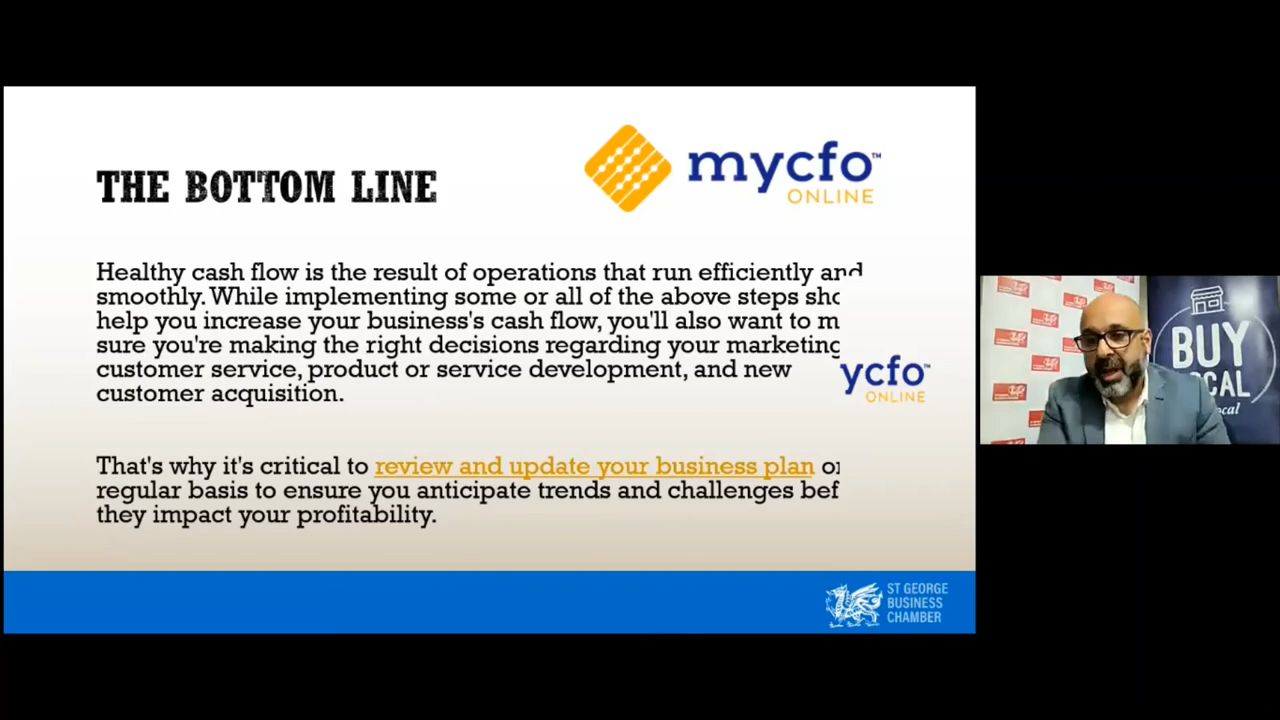 THE BOTTOM LINE
mycfo™
ONLINE
Healthy cash flow is the result of operations that run efficiently and
smoothly. While implementing some or all of the above steps
help you increase your business's cash flow, you'll also want to
sure you're making the right decisions regarding your marketing
customer service, product or service development, and new
customer acquisition.
ycfo™
ONLINE
That's why it's critical to review and update your business plan
regular basis to ensure you anticipate trends and challenges
they impact your profitability.
ST GEORGE
BUSINESS
CHAMBER
BUY
CAL
ocal